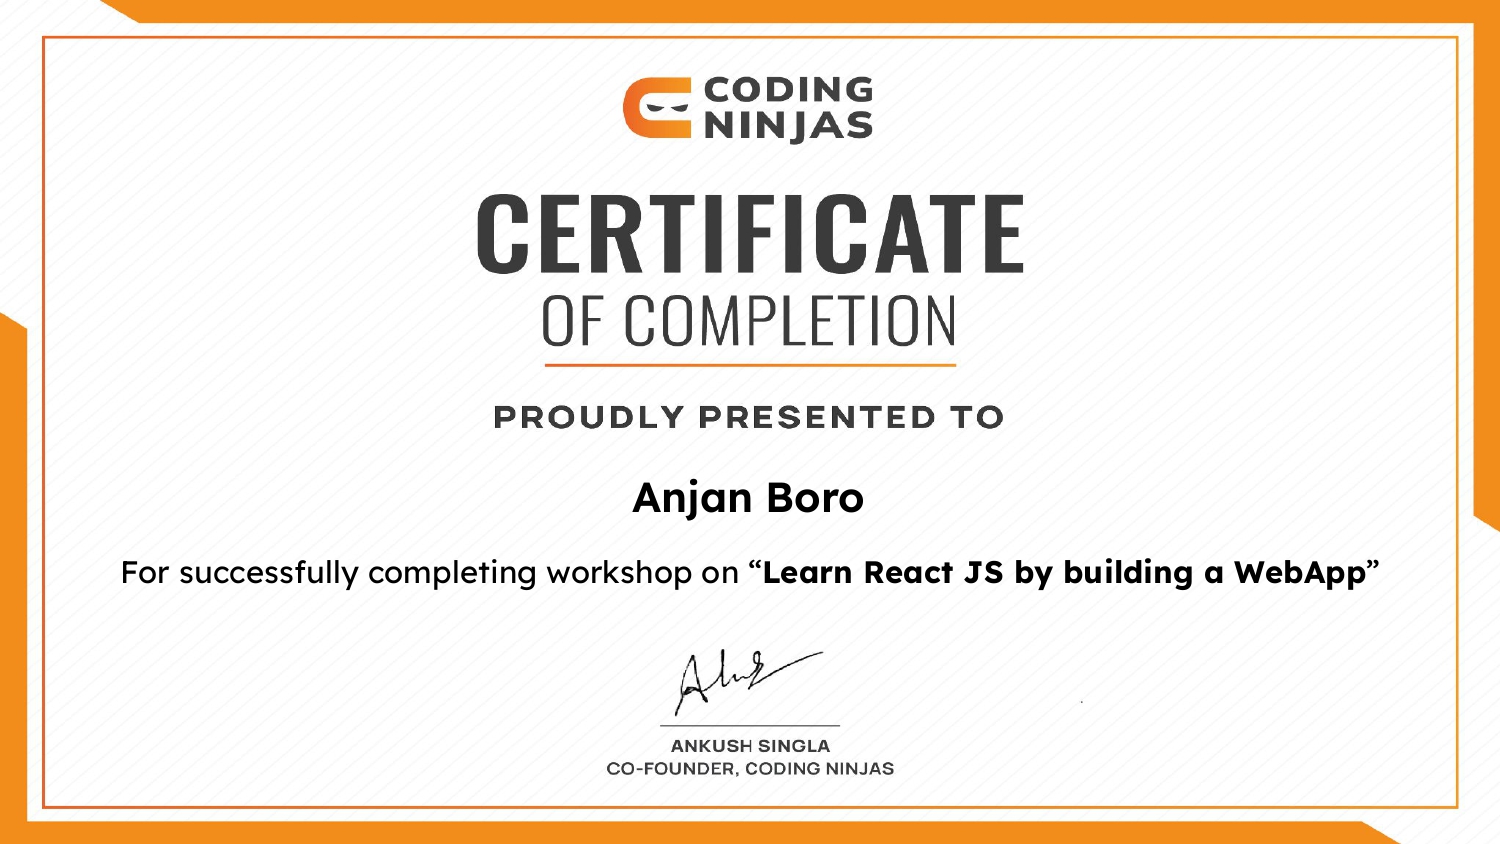 CODING
NINJAS
CERTIFICATE
OF COMPLETION
PROUDLY PRESENTED TO
Anjan Boro
For successfully completing workshop on “Learn React JS by building a WebApp”
ANKUSH SINGLA
CO-FOUNDER, CODING NINJAS